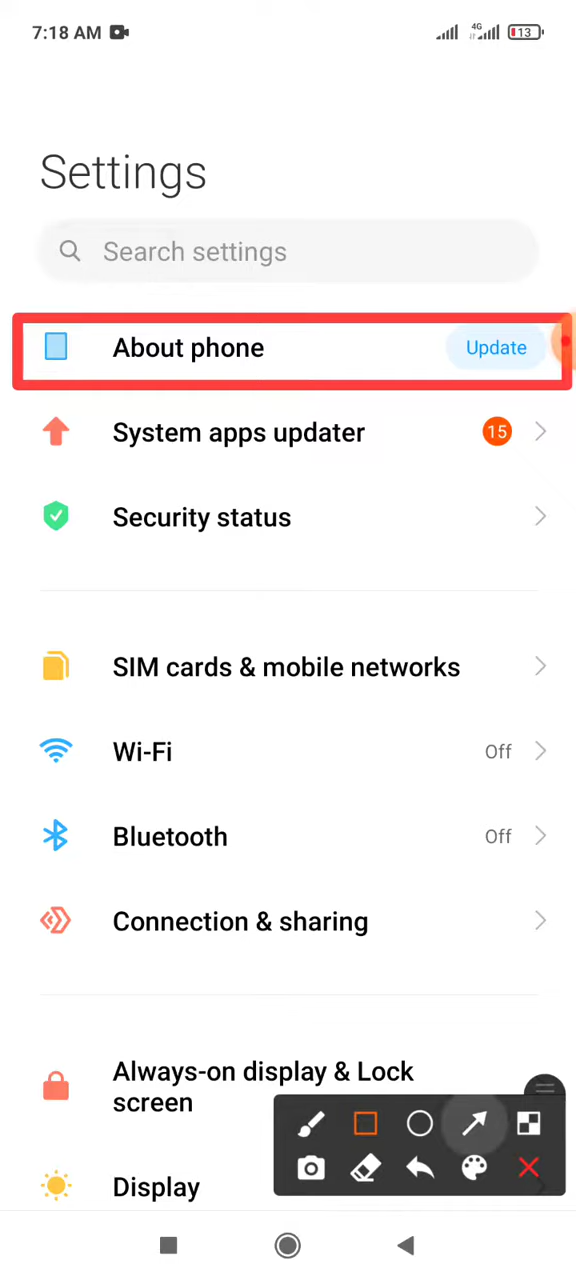 7:18 AM 4G 13
Settings
Search settings
About phone Update
System apps updater 15
Security status
SIM cards & mobile networks
Wi-Fi Off
Bluetooth Off
Connection & sharing
Always-on display & Lock
screen
Display